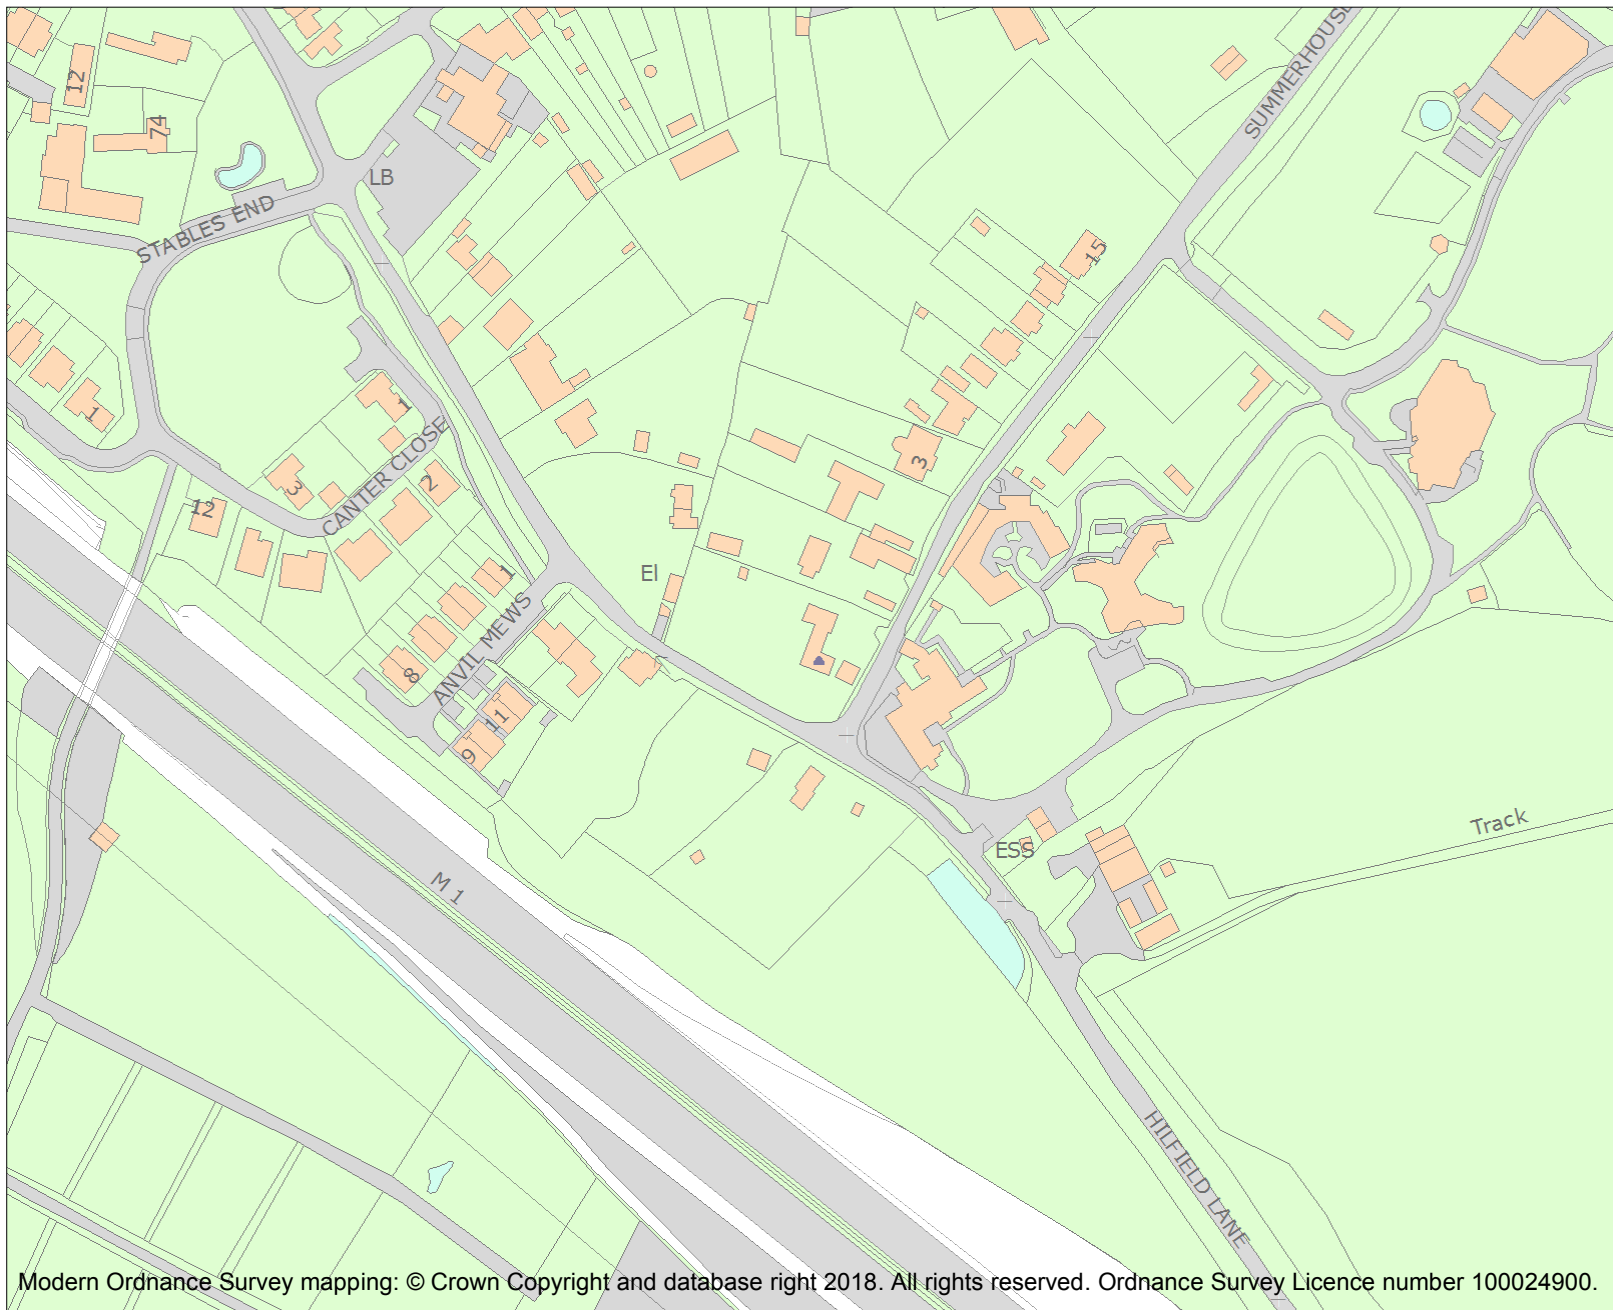 SUMMERHOUSE
12
74
LB
STABLES END
15
1
1
3
3
2
CANTER CLOSE
12
El
1
ANVIL MEWS
8
11
9
Track
ESS
M 1
HILFIELD LANE
Modern Ordnance Survey mapping: © Crown Copyright and database right 2018. All rights reserved. Ordnance Survey Licence number 100024900.